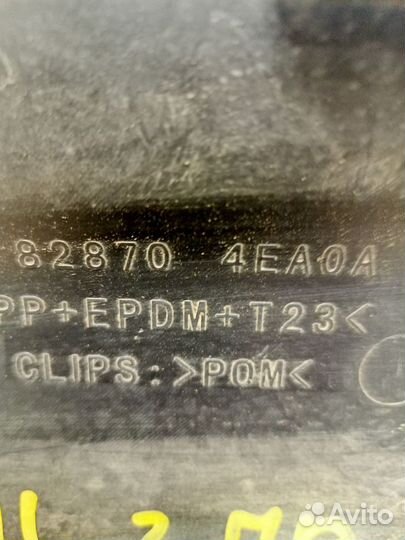 82870 4EA0A
PP+EPDM+T23<
CLIPS:>POM<
Avito